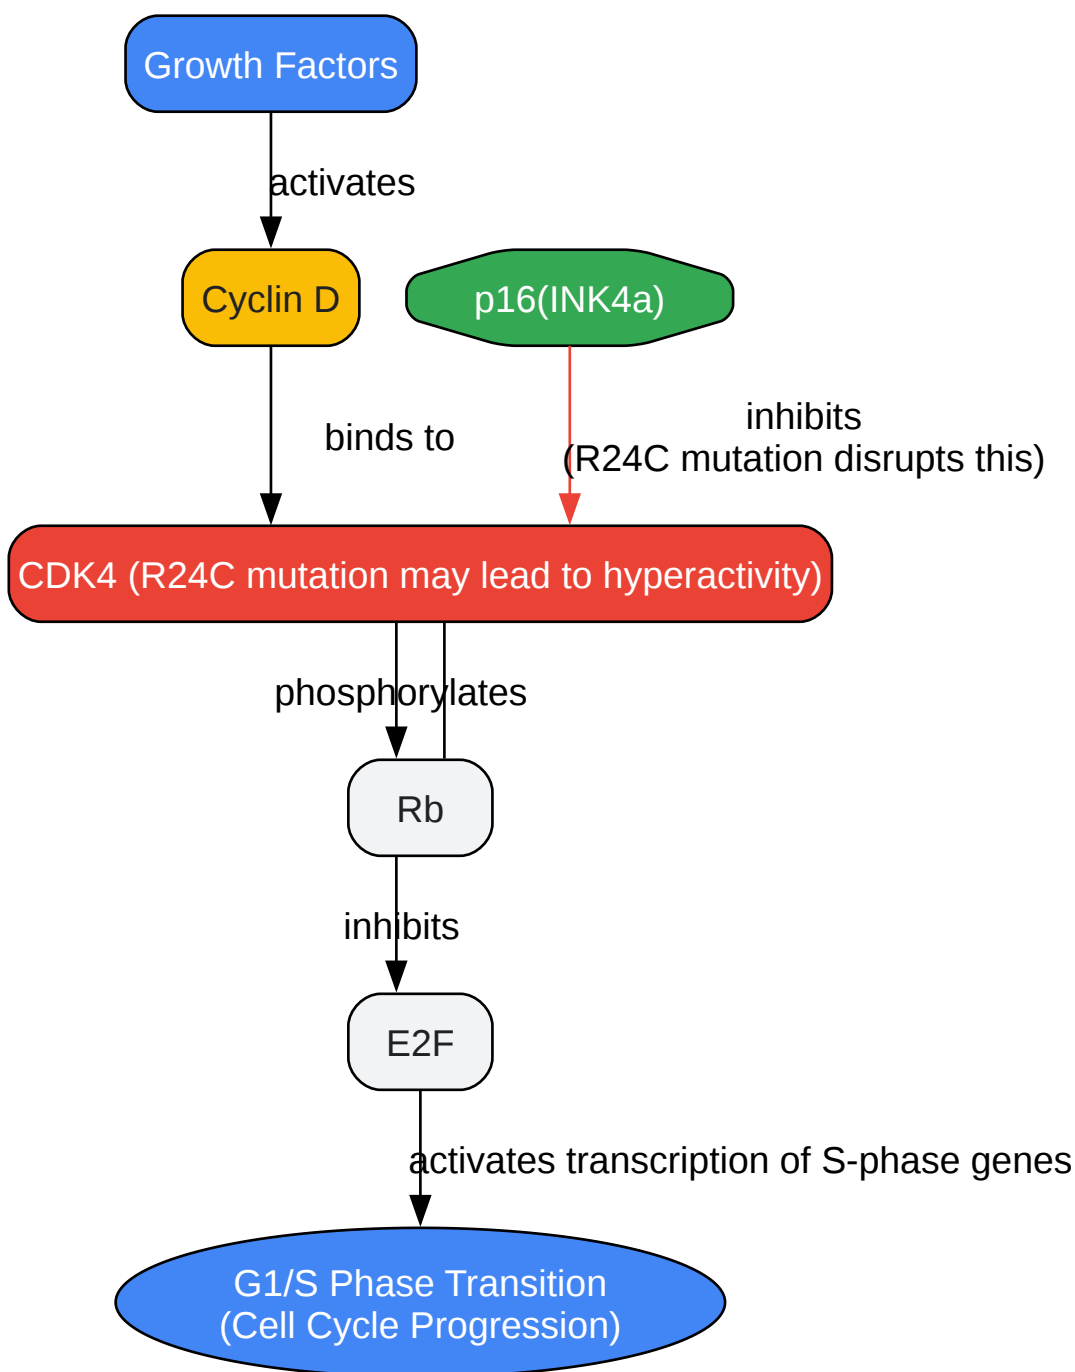 Growth Factors
activates
Cyclin D
p16(INK4a)
binds to
inhibits
(R24C mutation disrupts this)
CDK4 (R24C mutation may lead to hyperactivity)
phosphorylates
Rb
inhibits
E2F
activates transcription of S-phase genes
G1/S Phase Transition
(Cell Cycle Progression)